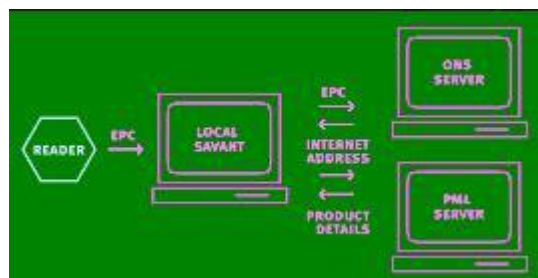 READER
EPC
LOCAL
SAVANT
EPC
INTERNET
ADDRESS
PRODUCT
DETAILS
ONS
SERVER
PML
SERVER